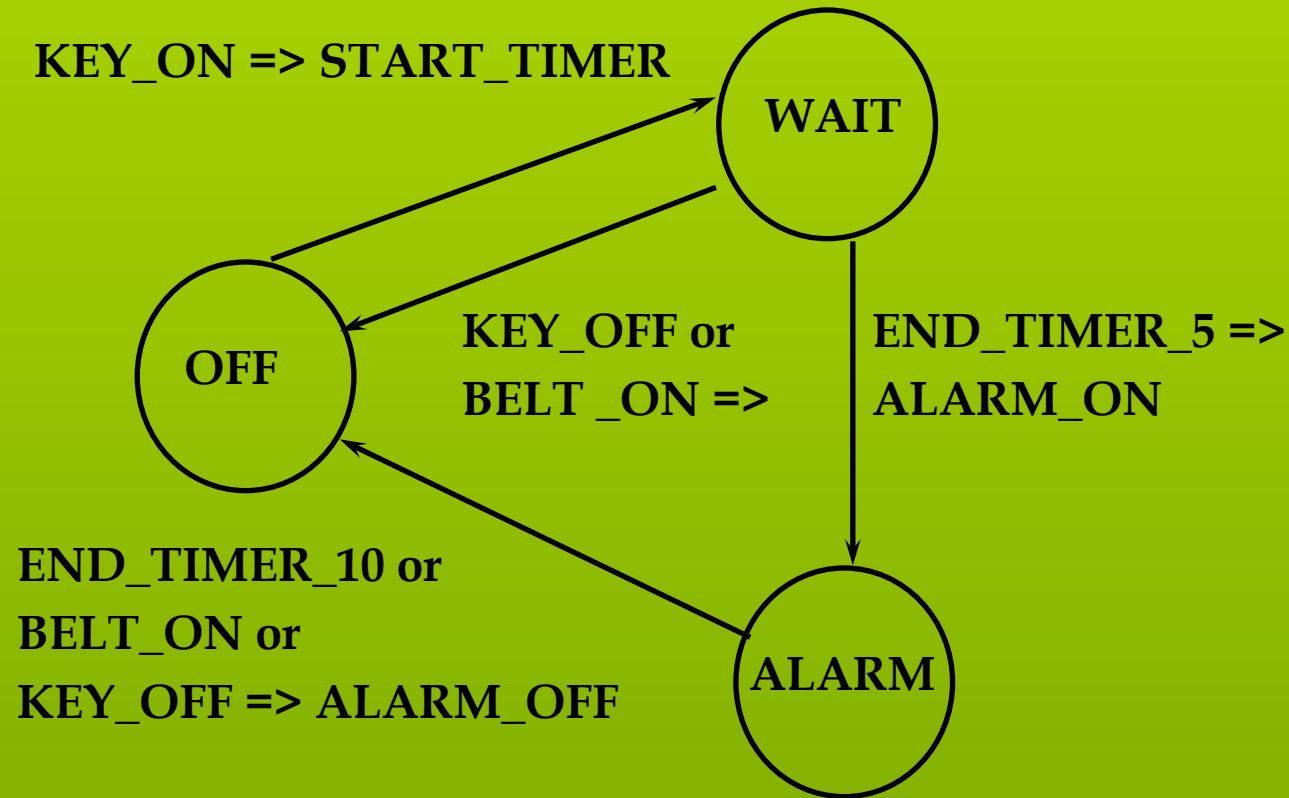 KEY_ON => START_TIMER
WAIT
OFF
KEY_OFF or
BELT _ON =>
END_TIMER_5 =>
ALARM_ON
END_TIMER_10 or
BELT_ON or
KEY_OFF => ALARM_OFF
ALARM